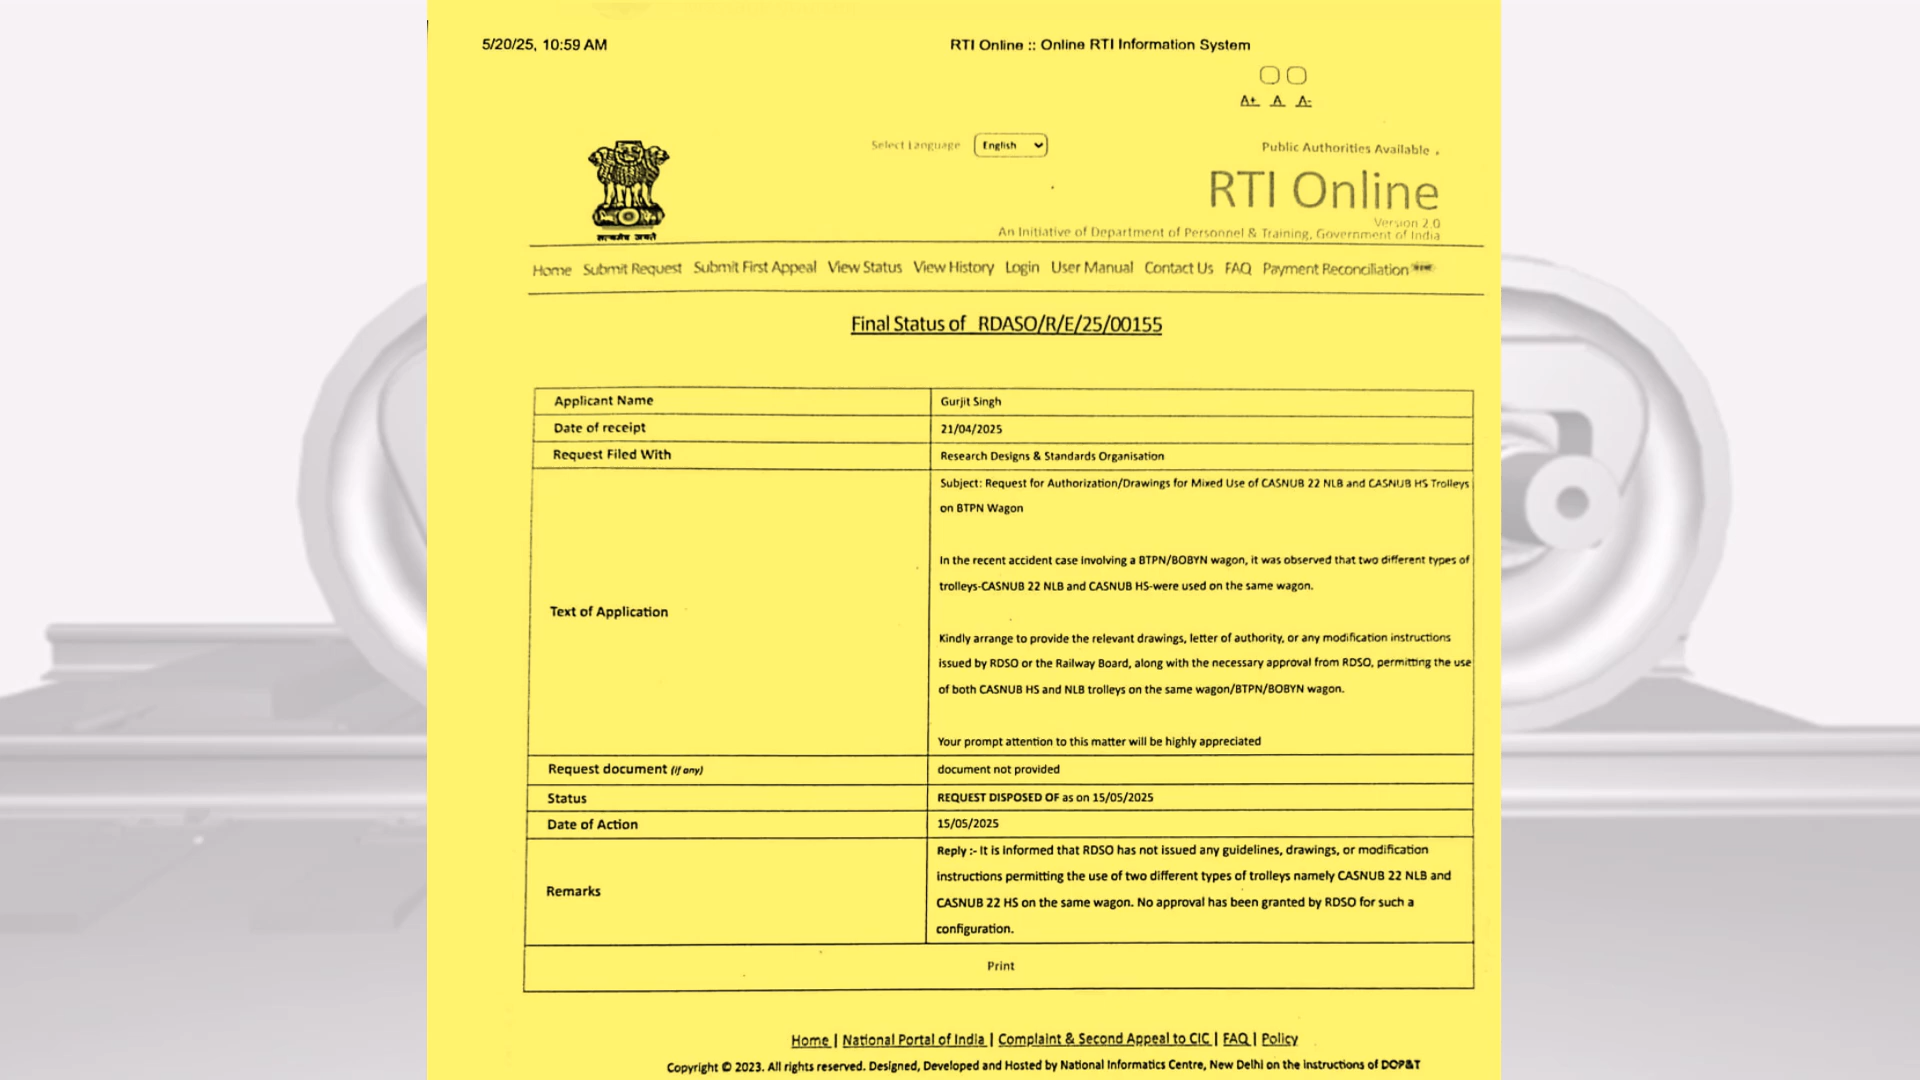 5/20/25, 10:59 AM
RTI Online :: Online RTI Information System
A+ A A-
Select Language English
Public Authorities Available
RTI Online
Version 2.0
An Initiative of Department of Personnel & Training, Government of India
सत्यमेव जयते
Home Submit Request Submit First Appeal View Status View History Login User Manual Contact Us FAQ Payment Reconciliation
Final Status of RDASO/R/E/25/00155
Applicant Name Gurjit Singh
Date of receipt 21/04/2025
Request Filed With Research Designs & Standards Organisation
Text of Application
Subject: Request for Authorization/Drawings for Mixed Use of CASNUB 22 NLB and CASNUB HS Trolleys
on BTPN Wagon
In the recent accident case involving a BTPN/BOBYN wagon, it was observed that two different types of
trolleys-CASNUB 22 NLB and CASNUB HS-were used on the same wagon.
Kindly arrange to provide the relevant drawings, letter of authority, or any modification instructions
issued by RDSO or the Railway Board, along with the necessary approval from RDSO, permitting the use
of both CASNUB HS and NLB trolleys on the same wagon/BTPN/BOBYN wagon.
Your prompt attention to this matter will be highly appreciated
Request document (if any) document not provided
Status REQUEST DISPOSED OF as on 15/05/2025
Date of Action 15/05/2025
Remarks
Reply :- It is informed that RDSO has not issued any guidelines, drawings, or modification
instructions permitting the use of two different types of trolleys namely CASNUB 22 NLB and
CASNUB 22 HS on the same wagon. No approval has been granted by RDSO for such a
configuration.
Print
Home | National Portal of India | Complaint & Second Appeal to CIC | FAQ | Policy
Copyright © 2023. All rights reserved. Designed, Developed and Hosted by National Informatics Centre, New Delhi on the instructions of DOP&T